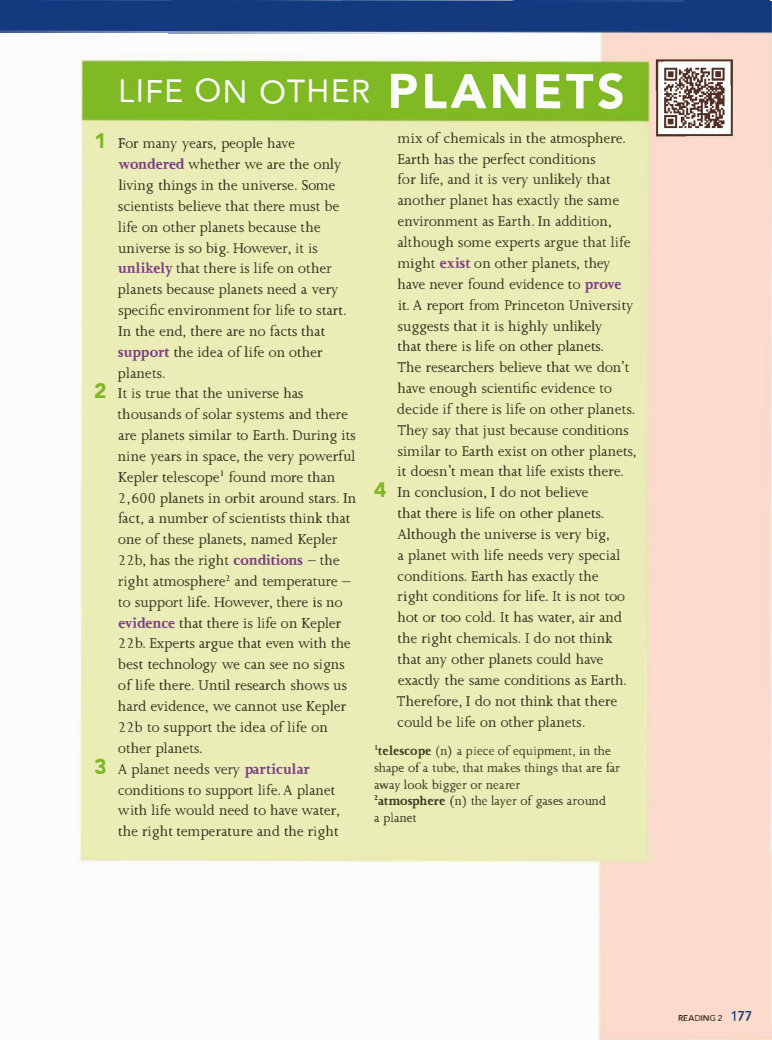 LIFE ON OTHER PLANETS
1 For many years, people have
wondered whether we are the only
living things in the universe. Some
scientists believe that there must be
life on other planets because the
universe is so big. However, it is
unlikely that there is life on other
planets because planets need a very
specific environment for life to start.
In the end, there are no facts that
support the idea of life on other
planets.
2 It is true that the universe has
thousands of solar systems and there
are planets similar to Earth. During its
nine years in space, the very powerful
Kepler telescope¹ found more than
2,600 planets in orbit around stars. In
fact, a number of scientists think that
one of these planets, named Kepler
22b, has the right conditions – the
right atmosphere² and temperature –
to support life. However, there is no
evidence that there is life on Kepler
22b. Experts argue that even with the
best technology we can see no signs
of life there. Until research shows us
hard evidence, we cannot use Kepler
22b to support the idea of life on
other planets.
3 A planet needs very particular
conditions to support life. A planet
with life would need to have water,
the right temperature and the right
mix of chemicals in the atmosphere.
Earth has the perfect conditions
for life, and it is very unlikely that
another planet has exactly the same
environment as Earth. In addition,
although some experts argue that life
might exist on other planets, they
have never found evidence to prove
it. A report from Princeton University
suggests that it is highly unlikely
that there is life on other planets.
The researchers believe that we don't
have enough scientific evidence to
decide if there is life on other planets.
They say that just because conditions
similar to Earth exist on other planets,
it doesn't mean that life exists there.
4 In conclusion, I do not believe
that there is life on other planets.
Although the universe is very big,
a planet with life needs very special
conditions. Earth has exactly the
right conditions for life. It is not too
hot or too cold. It has water, air and
the right chemicals. I do not think
that any other planets could have
exactly the same conditions as Earth.
Therefore, I do not think that there
could be life on other planets.
¹telescope (n) a piece of equipment, in the
shape of a tube, that makes things that are far
away look bigger or nearer
²atmosphere (n) the layer of gases around
a planet
READING 2 177